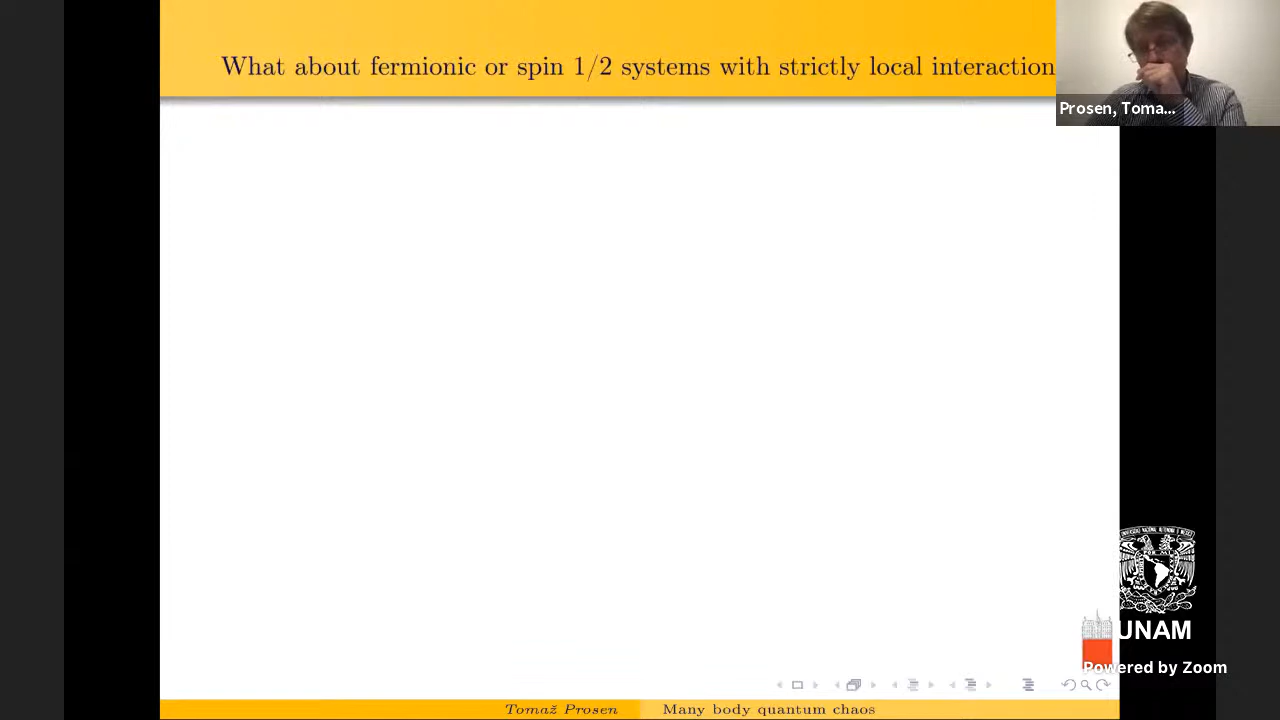 What about fermionic or spin 1/2 systems with strictly local interaction
Prosen, Toma...
UNAM
Powered by Zoom
Tomaž Prosen Many body quantum chaos